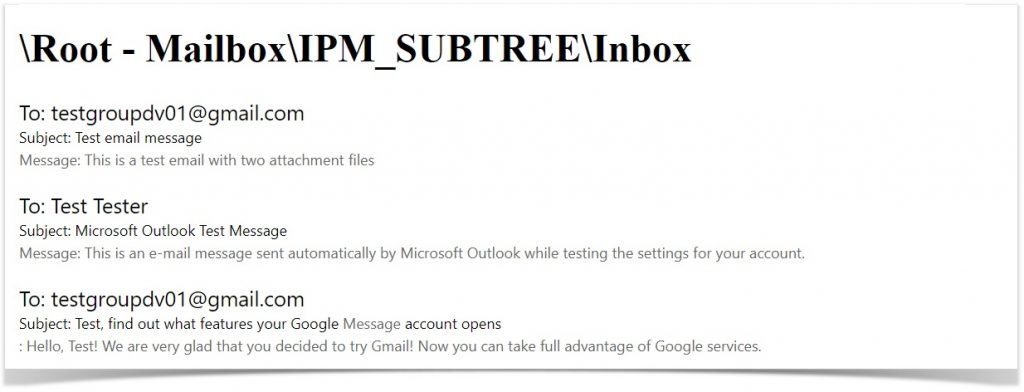 \Root - Mailbox\IPM_SUBTREE\Inbox
To: testgroupdv01@gmail.com
Subject: Test email message
Message: This is a test email with two attachment files
To: Test Tester
Subject: Microsoft Outlook Test Message
Message: This is an e-mail message sent automatically by Microsoft Outlook while testing the settings for your account.
To: testgroupdv01@gmail.com
Subject: Test, find out what features your Google Message account opens
: Hello, Test! We are very glad that you decided to try Gmail! Now you can take full advantage of Google services.